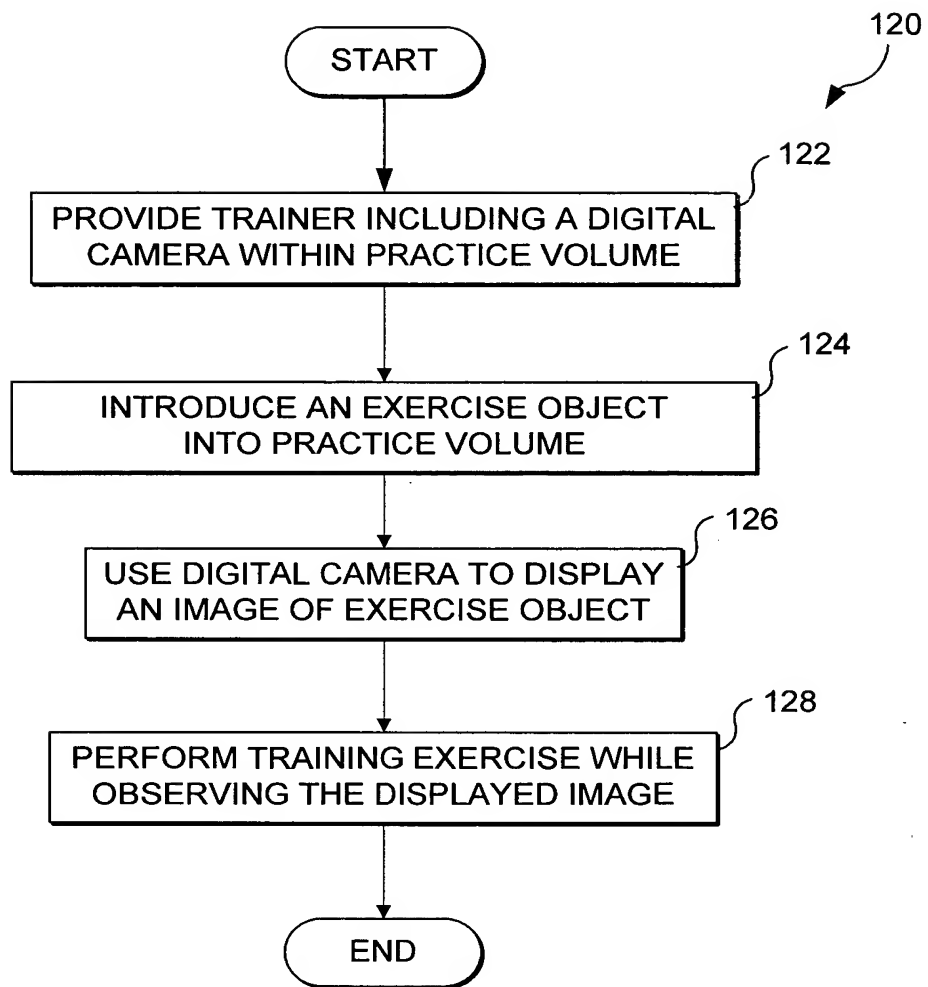 120
START
122
PROVIDE TRAINER INCLUDING A DIGITAL
CAMERA WITHIN PRACTICE VOLUME
124
INTRODUCE AN EXERCISE OBJECT
INTO PRACTICE VOLUME
126
USE DIGITAL CAMERA TO DISPLAY
AN IMAGE OF EXERCISE OBJECT
128
PERFORM TRAINING EXERCISE WHILE
OBSERVING THE DISPLAYED IMAGE
END